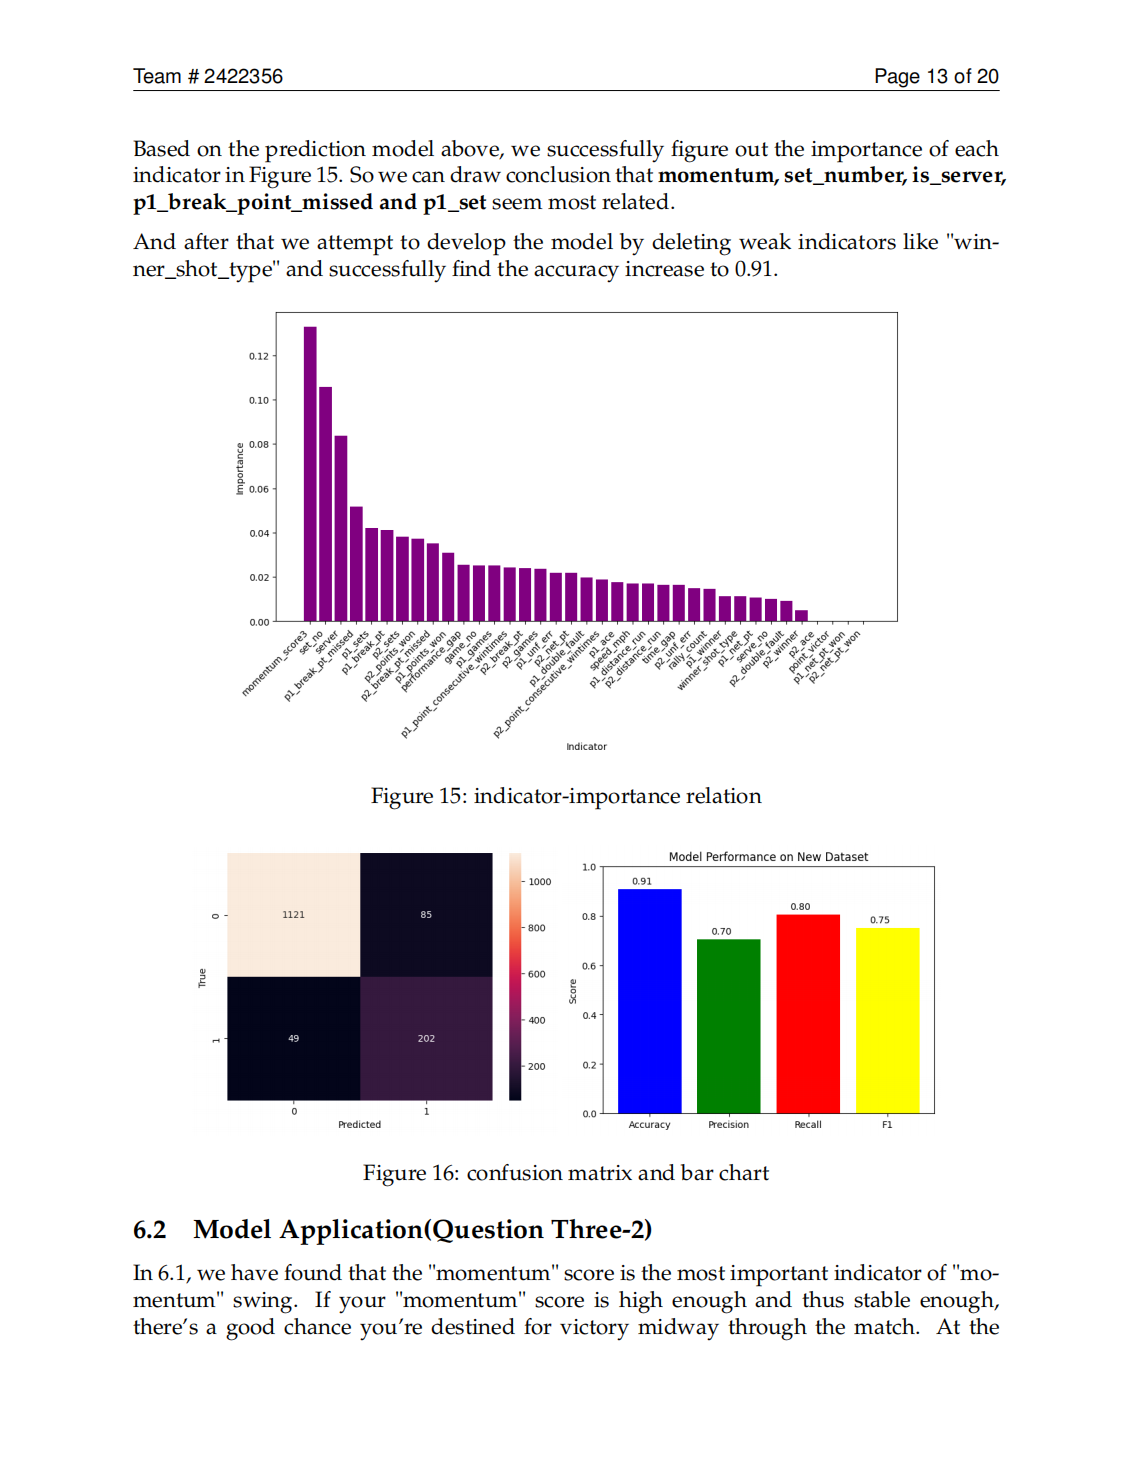 Team # 2422356 Page 13 of 20
Based on the prediction model above, we successfully figure out the importance of each
indicator in Figure 15. So we can draw conclusion that momentum, set_number, is_server,
p1_break_point_missed and p1_set seem most related.
And after that we attempt to develop the model by deleting weak indicators like "win-
ner_shot_type" and successfully find the accuracy increase to 0.91.
0.12
0.10
0.08
0.06
0.04
0.02
0.00
Importance
momentum_score3
set_no
server
p1_break_pt_missed
p1_sets
p1_break_pt
p2_sets
p2_points_won
p2_break_pt_missed
p1_points_won
performance_gap
game_no
p1_games
p1_point_consecutive_wintimes
p2_break_pt
p2_games
p1_unf_err
p2_net_pt
p1_double_fault
p2_point_consecutive_wintimes
p1_ace
speed_mph
p1_distance_run
p2_distance_run
time_gap
p2_unf_err
rally_count
p1_winner
winner_shot_type
p1_net_pt
serve_no
p2_double_fault
p2_winner
p2_ace
point_victor
p1_net_pt_won
p2_net_pt_won
Indicator
Figure 15: indicator-importance relation
True
0
1
1121 85
49 202
0 1
Predicted
1000
800
600
400
200
Model Performance on New Dataset
Score
1.0
0.8
0.6
0.4
0.2
0.0
0.91
0.70
0.80
0.75
Accuracy Precision Recall F1
Figure 16: confusion matrix and bar chart
6.2 Model Application(Question Three-2)
In 6.1, we have found that the "momentum" score is the most important indicator of "mo-
mentum" swing. If your "momentum" score is high enough and thus stable enough,
there's a good chance you're destined for victory midway through the match. At the